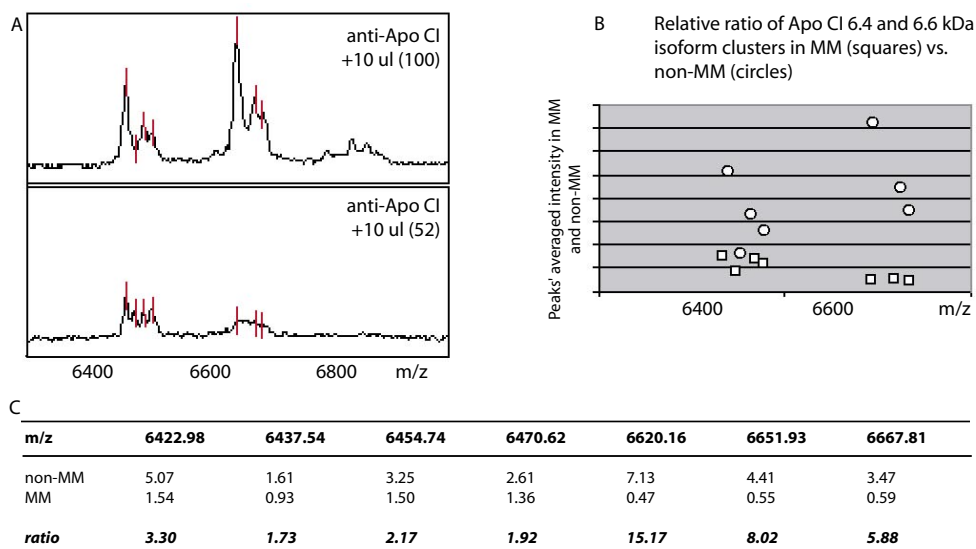 A
anti-Apo CI
+10 ul (100)
anti-Apo CI
+10 ul (52)
6400 6600 6800 m/z
B Relative ratio of Apo CI 6.4 and 6.6 kDa
isoform clusters in MM (squares) vs.
non-MM (circles)
Peaks' averaged intensity in MM
and non-MM
6400 6600 m/z
C
m/z 6422.98 6437.54 6454.74 6470.62 6620.16 6651.93 6667.81
non-MM 5.07 1.61 3.25 2.61 7.13 4.41 3.47
MM 1.54 0.93 1.50 1.36 0.47 0.55 0.59
ratio 3.30 1.73 2.17 1.92 15.17 8.02 5.88